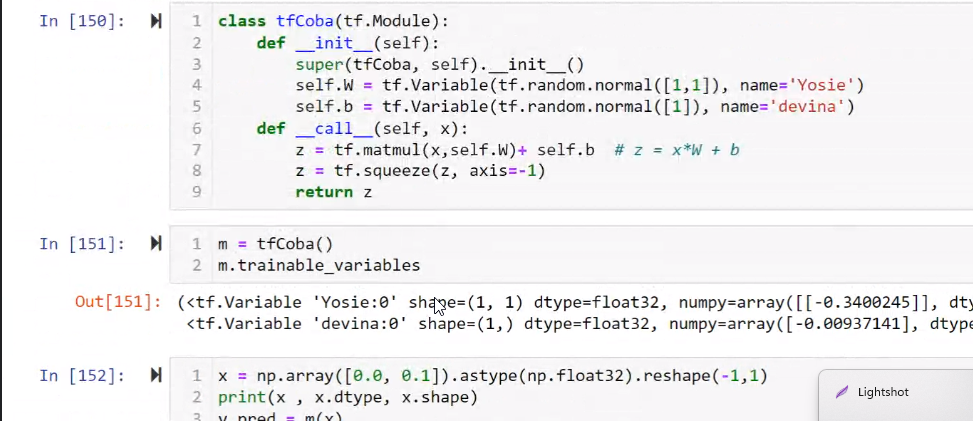 In [150]:
1 class tfCoba(tf.Module):
2     def __init__(self):
3         super(tfCoba, self).__init__()
4         self.W = tf.Variable(tf.random.normal([1,1]), name='Yosie')
5         self.b = tf.Variable(tf.random.normal([1]), name='devina')
6     def __call__(self, x):
7         z = tf.matmul(x,self.W)+ self.b  # z = x*W + b
8         z = tf.squeeze(z, axis=-1)
9         return z
In [151]:
1 m = tfCoba()
2 m.trainable_variables
Out[151]: (<tf.Variable 'Yosie:0' shape=(1, 1) dtype=float32, numpy=array([[-0.3400245]], dty
<tf.Variable 'devina:0' shape=(1,) dtype=float32, numpy=array([-0.00937141], dtype
In [152]:
1 x = np.array([0.0, 0.1]).astype(np.float32).reshape(-1,1)
2 print(x , x.dtype, x.shape)
3 y_pred = m(x)
Lightshot